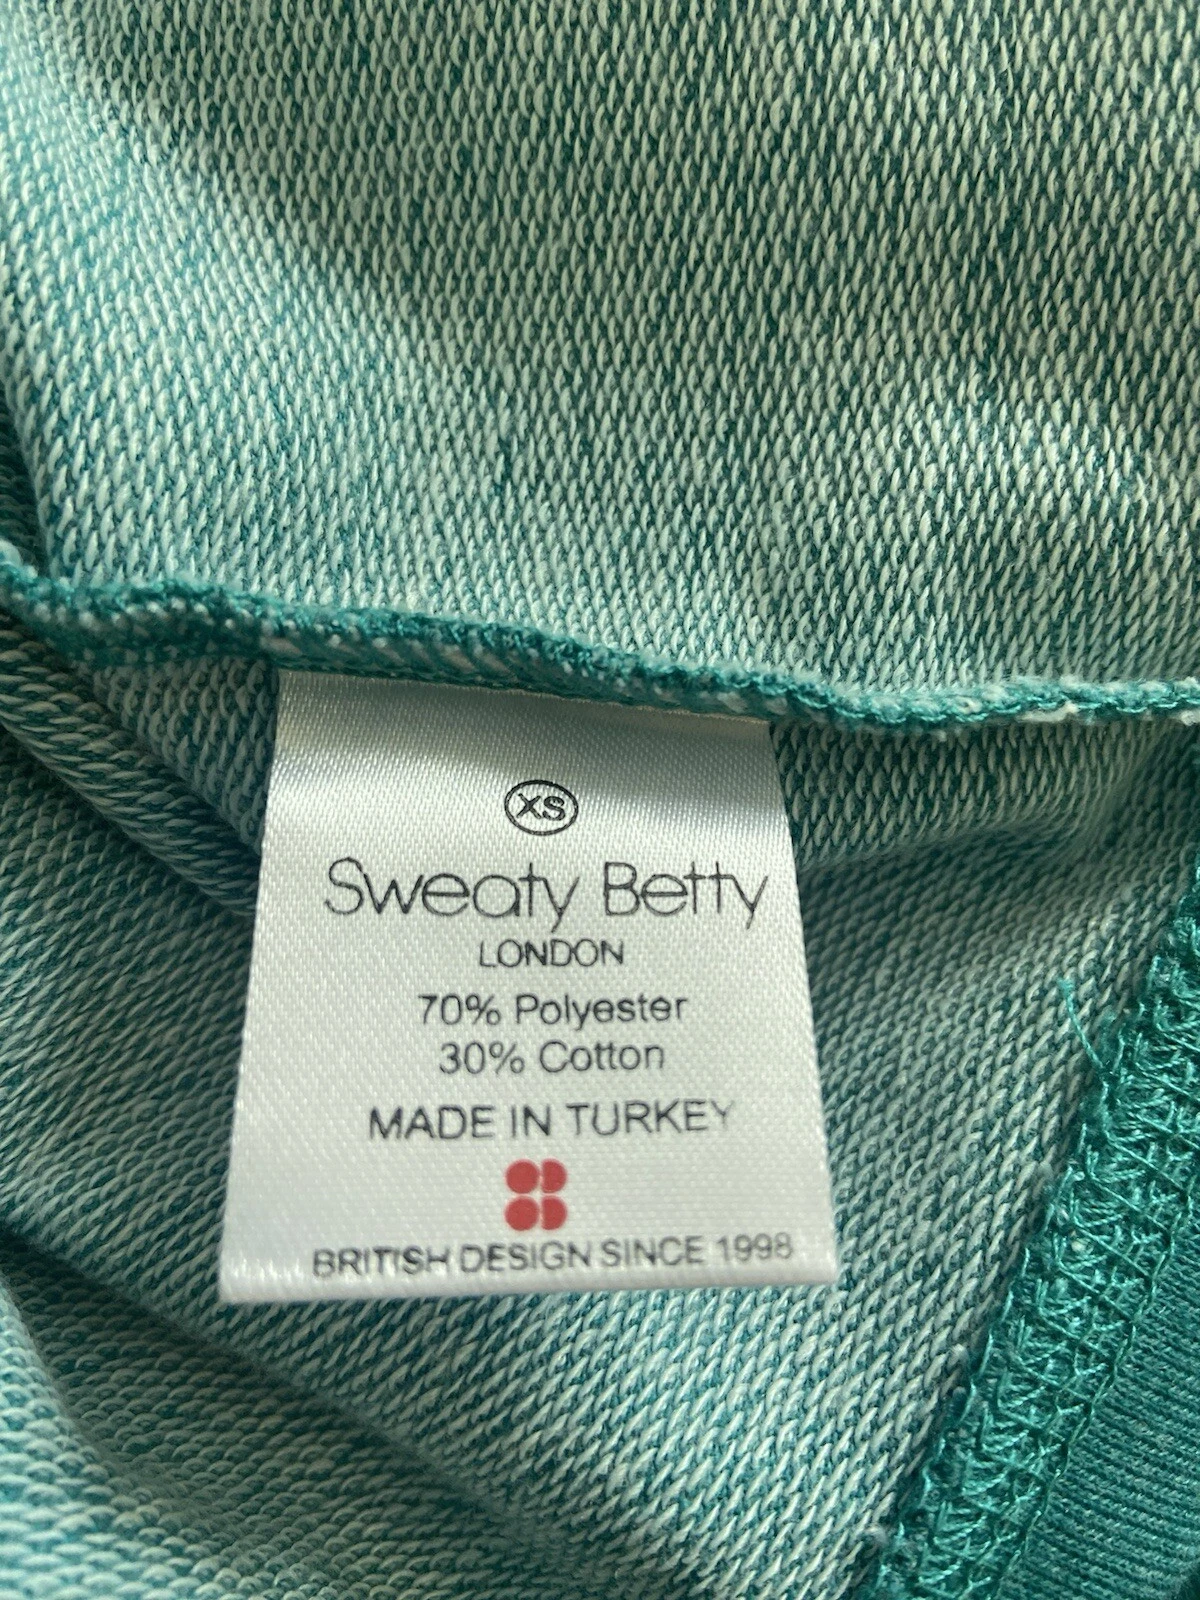 XS
Sweaty Betty
LONDON
70% Polyester
30% Cotton
MADE IN TURKEY
BRITISH DESIGN SINCE 1998